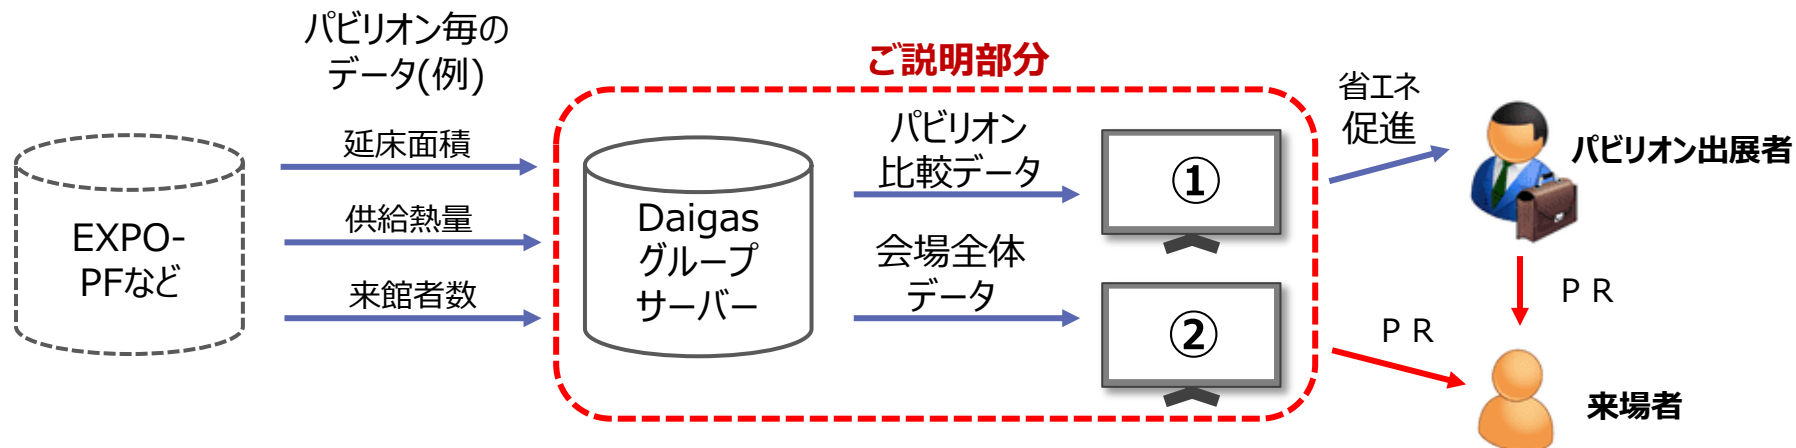 パビリオン毎の
データ(例)
延床面積
供給熱量
来館者数
EXPO-
PFなど
ご説明部分
Daigas
グループ
サーバー
パビリオン
比較データ
会場全体
データ
①
②
省エネ
促進
パビリオン出展者
ＰＲ
ＰＲ
来場者